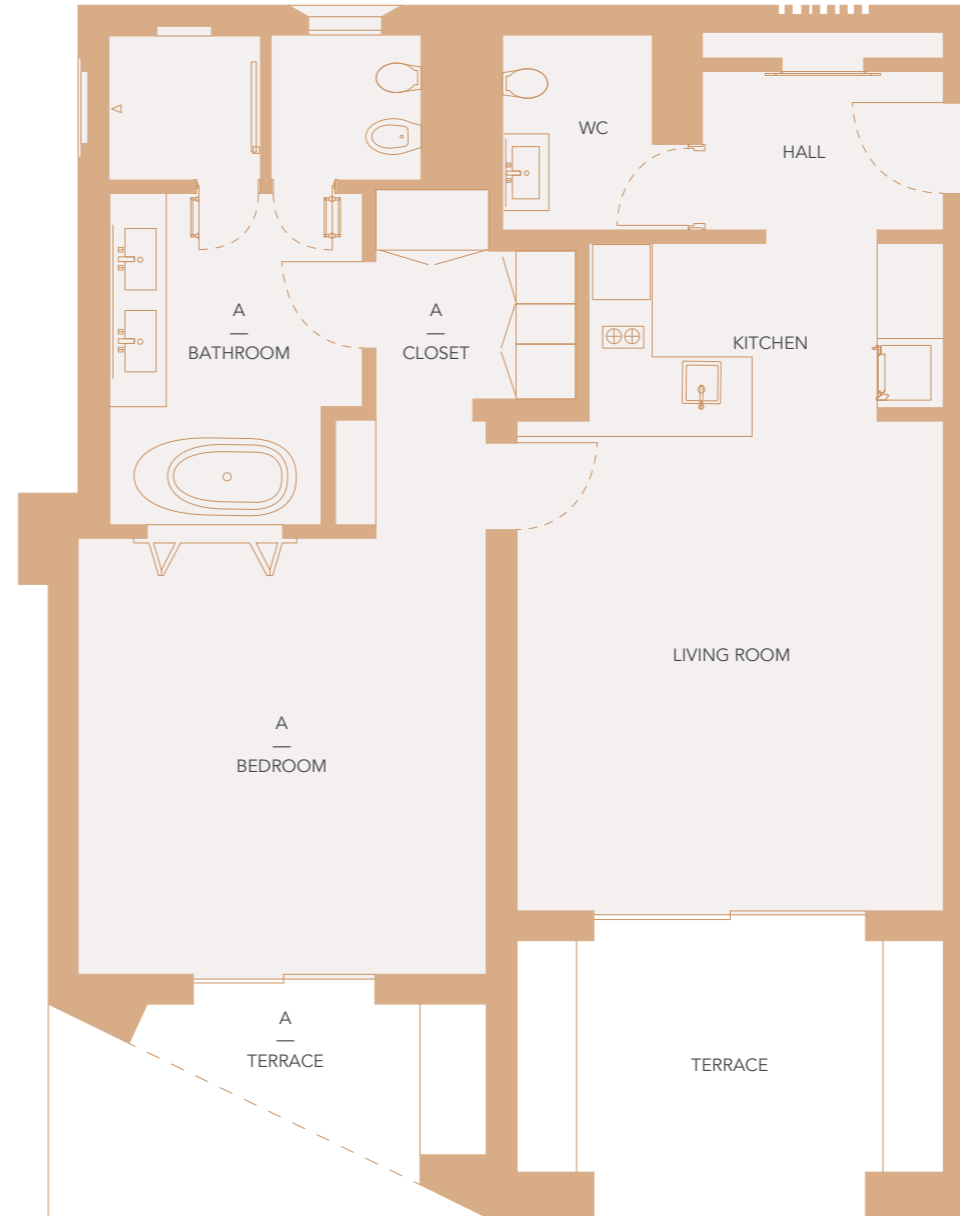 WC
HALL
A
BATHROOM
A
CLOSET
KITCHEN
LIVING ROOM
A
BEDROOM
A
TERRACE
TERRACE